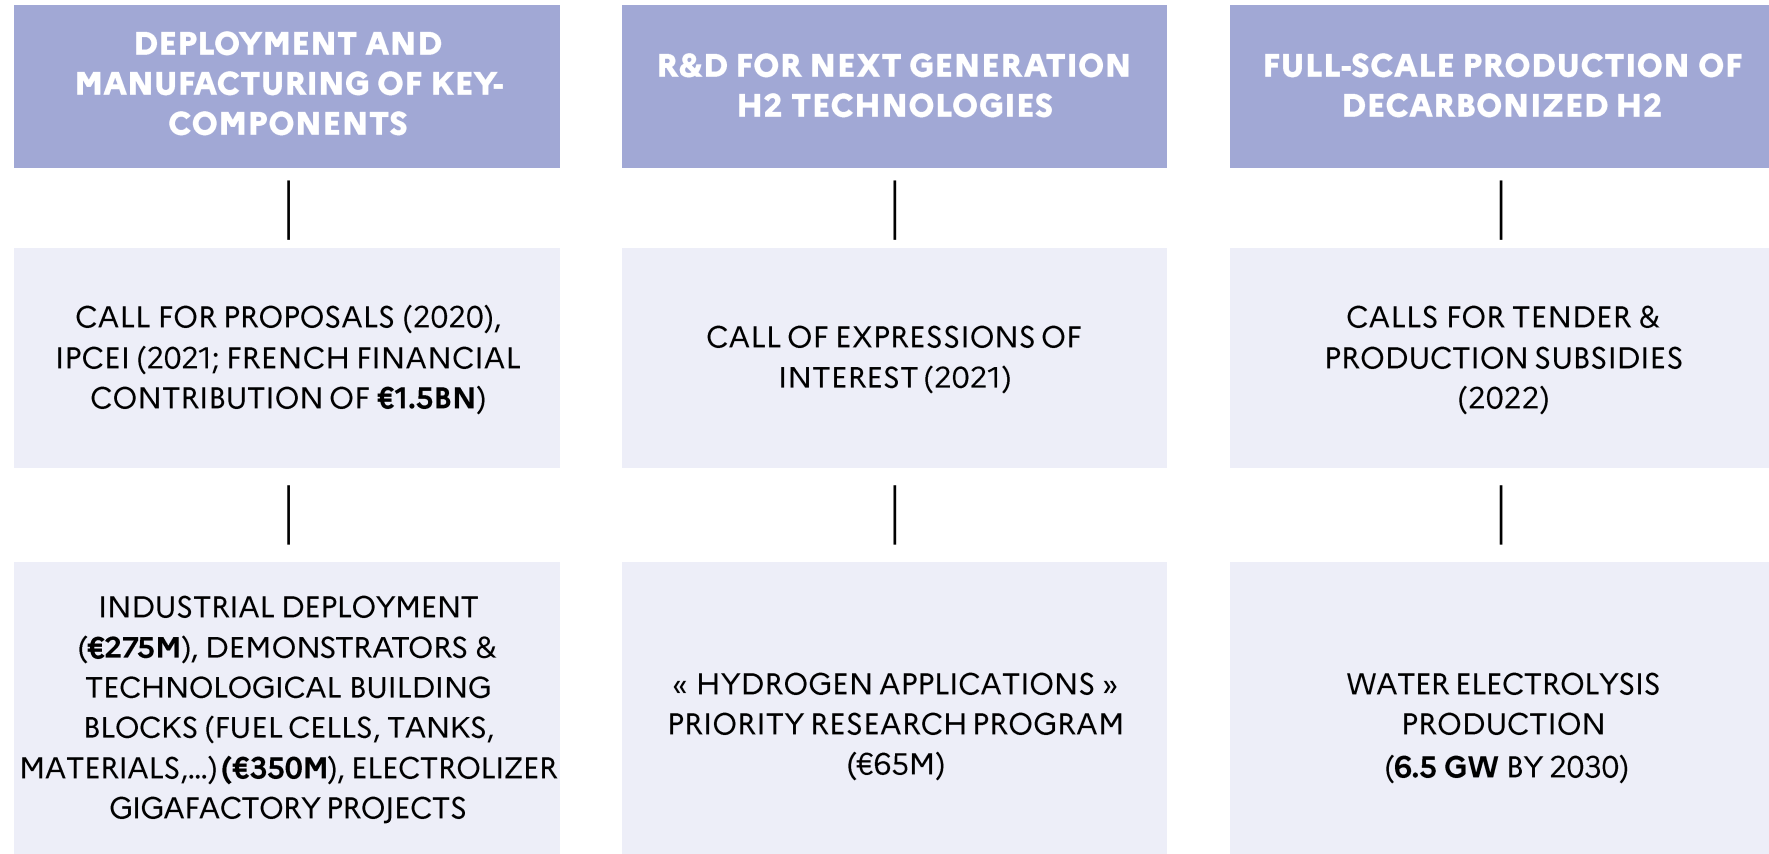 DEPLOYMENT AND
MANUFACTURING OF KEY-
COMPONENTS
CALL FOR PROPOSALS (2020),
IPCEI (2021; FRENCH FINANCIAL
CONTRIBUTION OF €1.5BN)
INDUSTRIAL DEPLOYMENT
(€275M), DEMONSTRATORS &
TECHNOLOGICAL BUILDING
BLOCKS (FUEL CELLS, TANKS,
MATERIALS,...) (€350M), ELECTROLIZER
GIGAFACTORY PROJECTS
R&D FOR NEXT GENERATION
H2 TECHNOLOGIES
CALL OF EXPRESSIONS OF
INTEREST (2021)
« HYDROGEN APPLICATIONS »
PRIORITY RESEARCH PROGRAM
(€65M)
FULL-SCALE PRODUCTION OF
DECARBONIZED H2
CALLS FOR TENDER &
PRODUCTION SUBSIDIES
(2022)
WATER ELECTROLYSIS
PRODUCTION
(6.5 GW BY 2030)